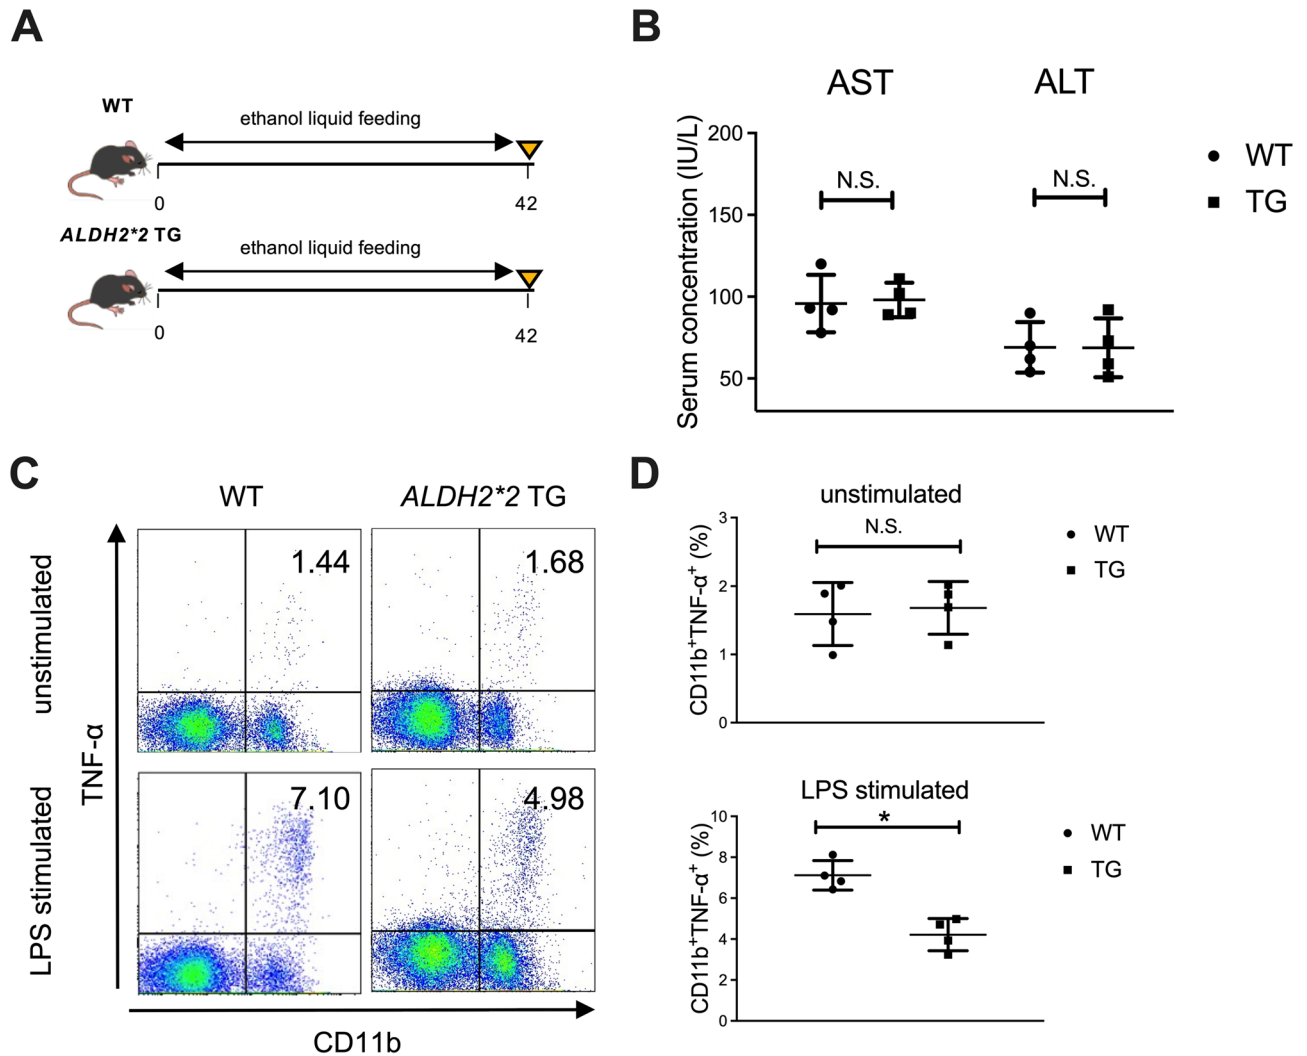 A
WT
ethanol liquid feeding
0
42
ALDH2*2 TG
ethanol liquid feeding
0
42
B
AST
ALT
Serum concentration (IU/L)
200
150
100
50
N.S.
N.S.
WT
TG
C
WT
ALDH2*2 TG
unstimulated
1.44
1.68
TNF-α
LPS stimulated
7.10
4.98
CD11b
D
unstimulated
CD11b⁺TNF-α⁺ (%)
3
2
1
0
N.S.
WT
TG
LPS stimulated
CD11b⁺TNF-α⁺ (%)
10
8
6
4
2
0
*
WT
TG